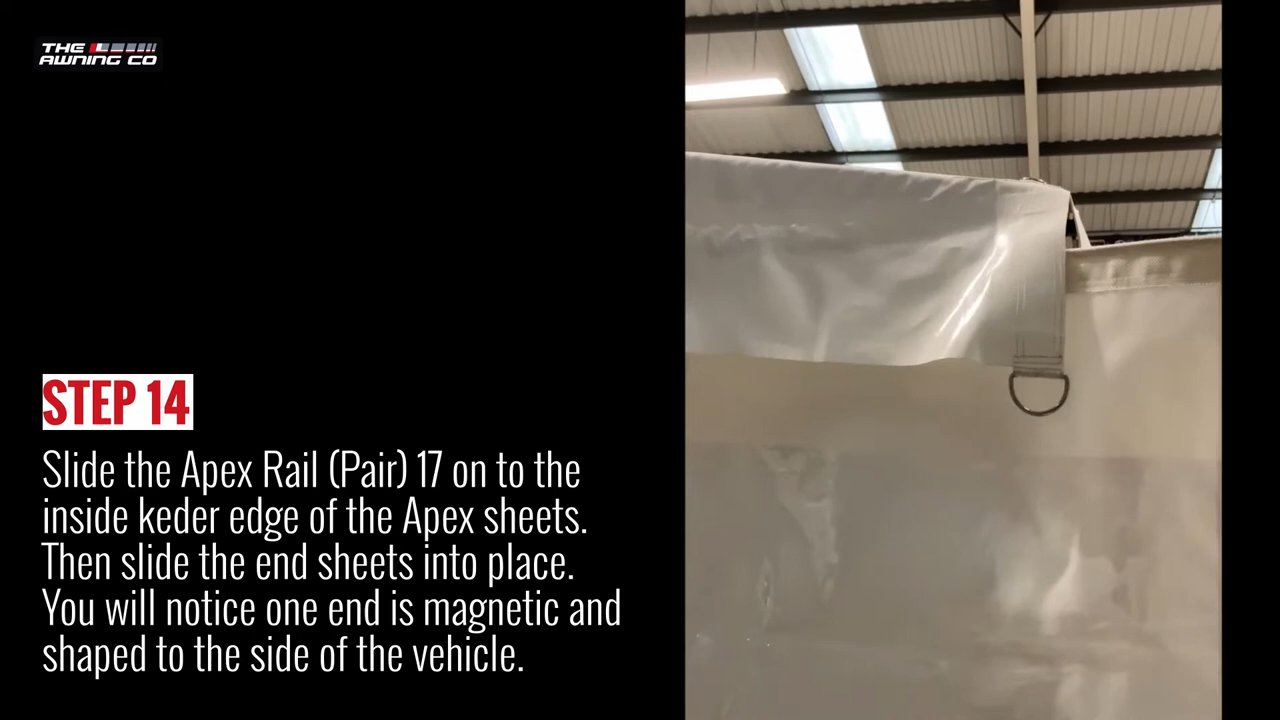 THE
AWNING CO
STEP 14
Slide the Apex Rail (Pair) 17 on to the
inside keder edge of the Apex sheets.
Then slide the end sheets into place.
You will notice one end is magnetic and
shaped to the side of the vehicle.